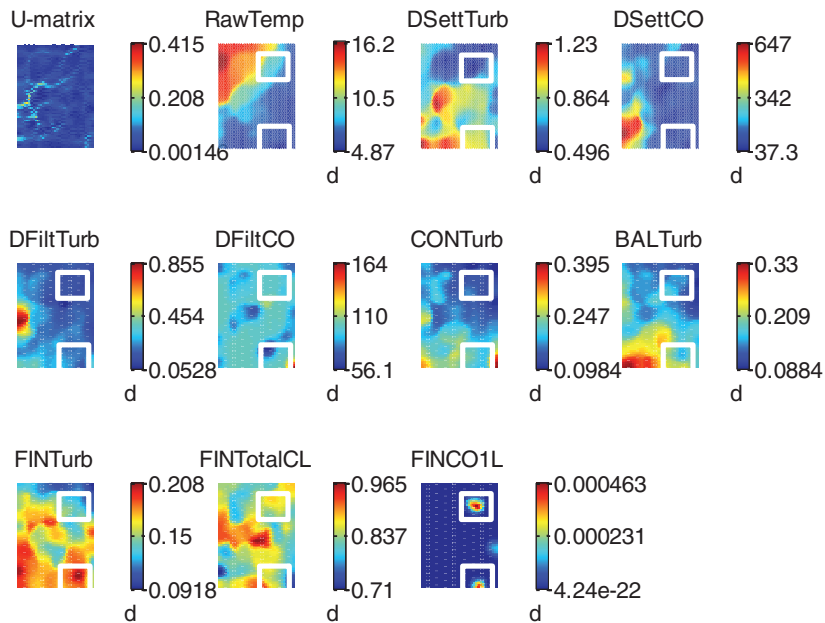 U-matrix RawTemp DSettTurb DSettCO
0.415 16.2 1.23 647
0.208 10.5 0.864 342
0.00146 4.87 0.496 37.3
d d d
DFiltTurb DFiltCO CONTurb BALTurb
0.855 164 0.395 0.33
0.454 110 0.247 0.209
0.0528 56.1 0.0984 0.0884
d d d d
FINTurb FINTotalCL FINCO1L
0.208 0.965 0.000463
0.15 0.837 0.000231
0.0918 0.71 4.24e-22
d d d